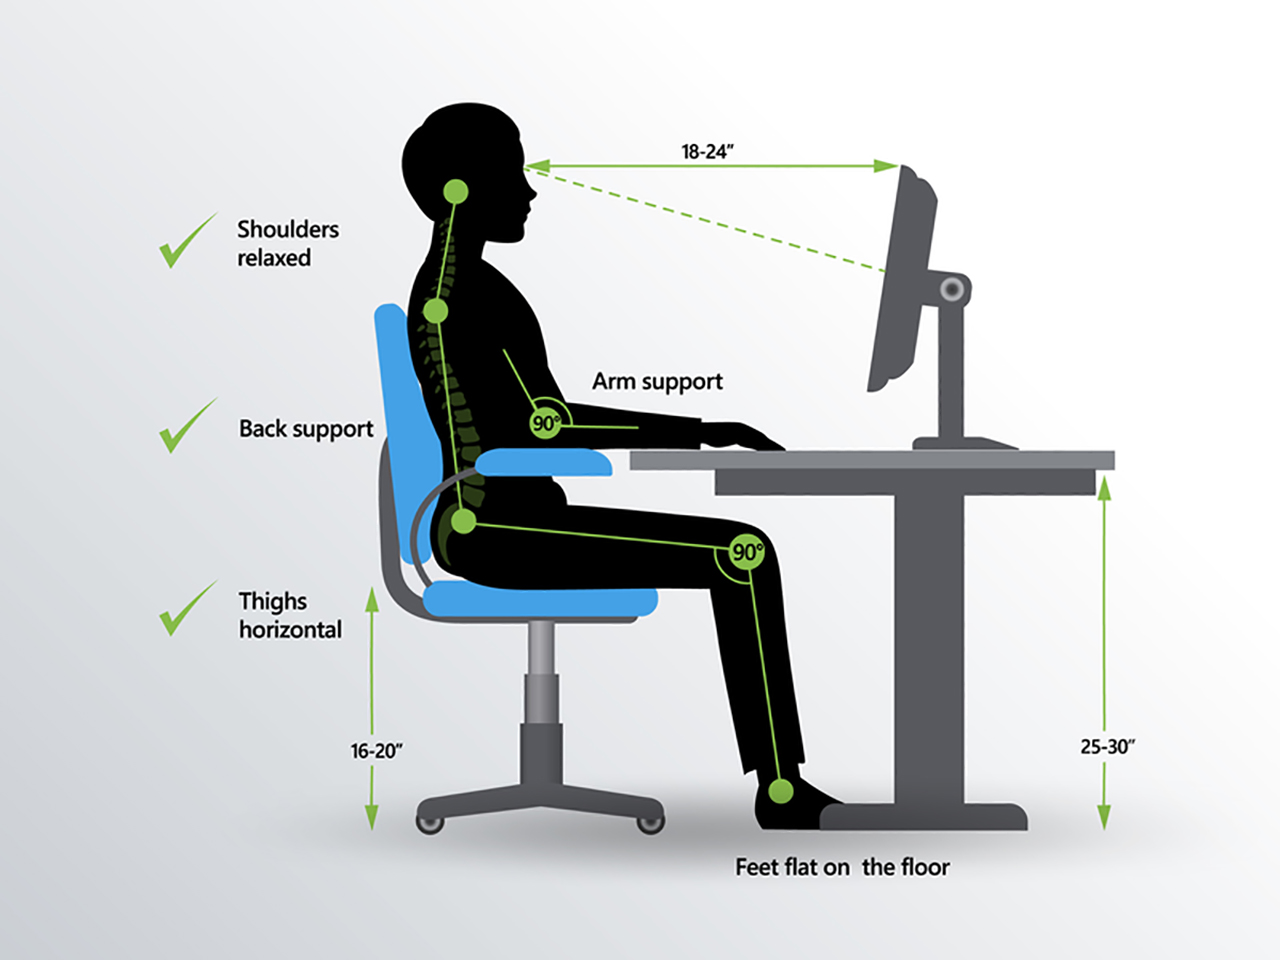 18-24″
Shoulders
relaxed
Arm support
90°
Back support
90°
Thighs
horizontal
16-20″
25-30″
Feet flat on  the floor